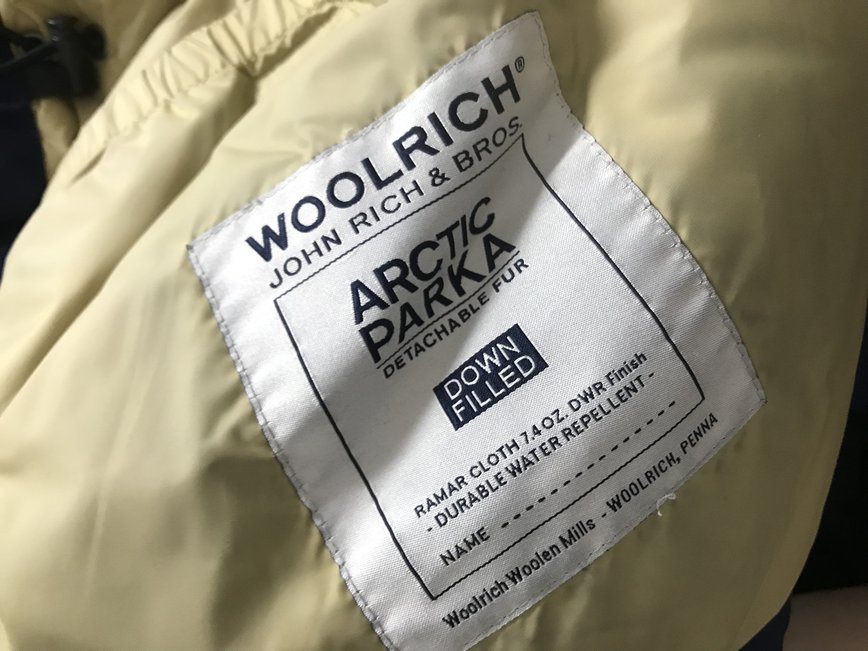 WOOLRICH®
JOHN RICH & BROS.
ARCTIC
PARKA
DETACHABLE FUR
DOWN
FILLED
RAMAR CLOTH 7.4 OZ. DWR Finish
- DURABLE WATER REPELLENT -
NAME ----------------
Woolrich Woolen Mills - WOOLRICH, PENNA